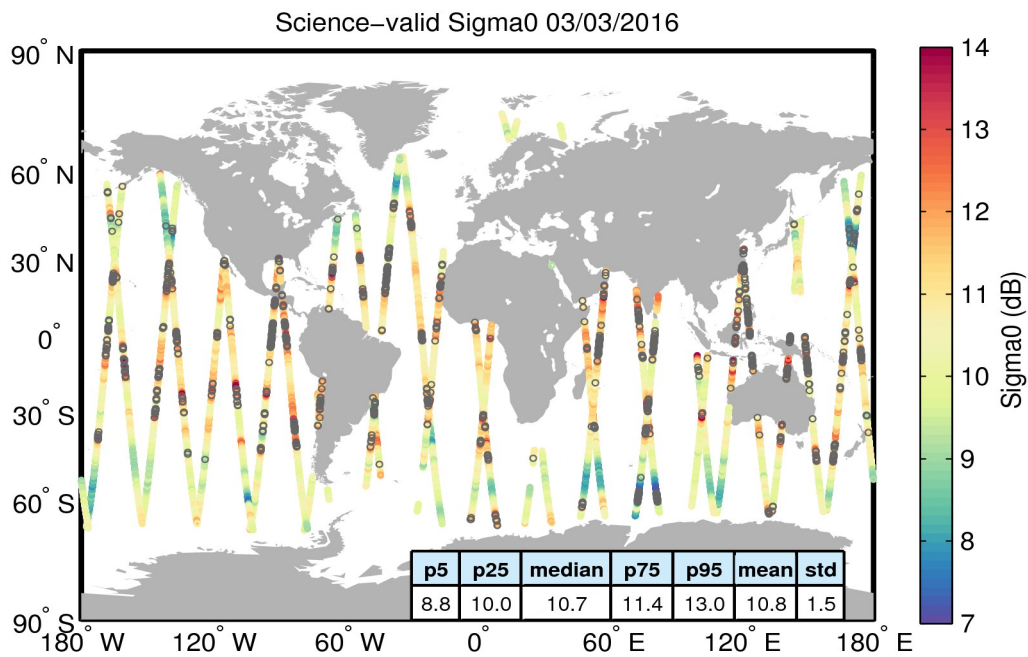 Science−valid Sigma0 03/03/2016
90° N
60° N
30° N
0°
30° S
60° S
90° S
180° W
120° W
60° W
0°
60° E
120° E
180° E
14
13
12
11
10
9
8
7
Sigma0 (dB)
p5 p25 median p75 p95 mean std
8.8 10.0 10.7 11.4 13.0 10.8 1.5